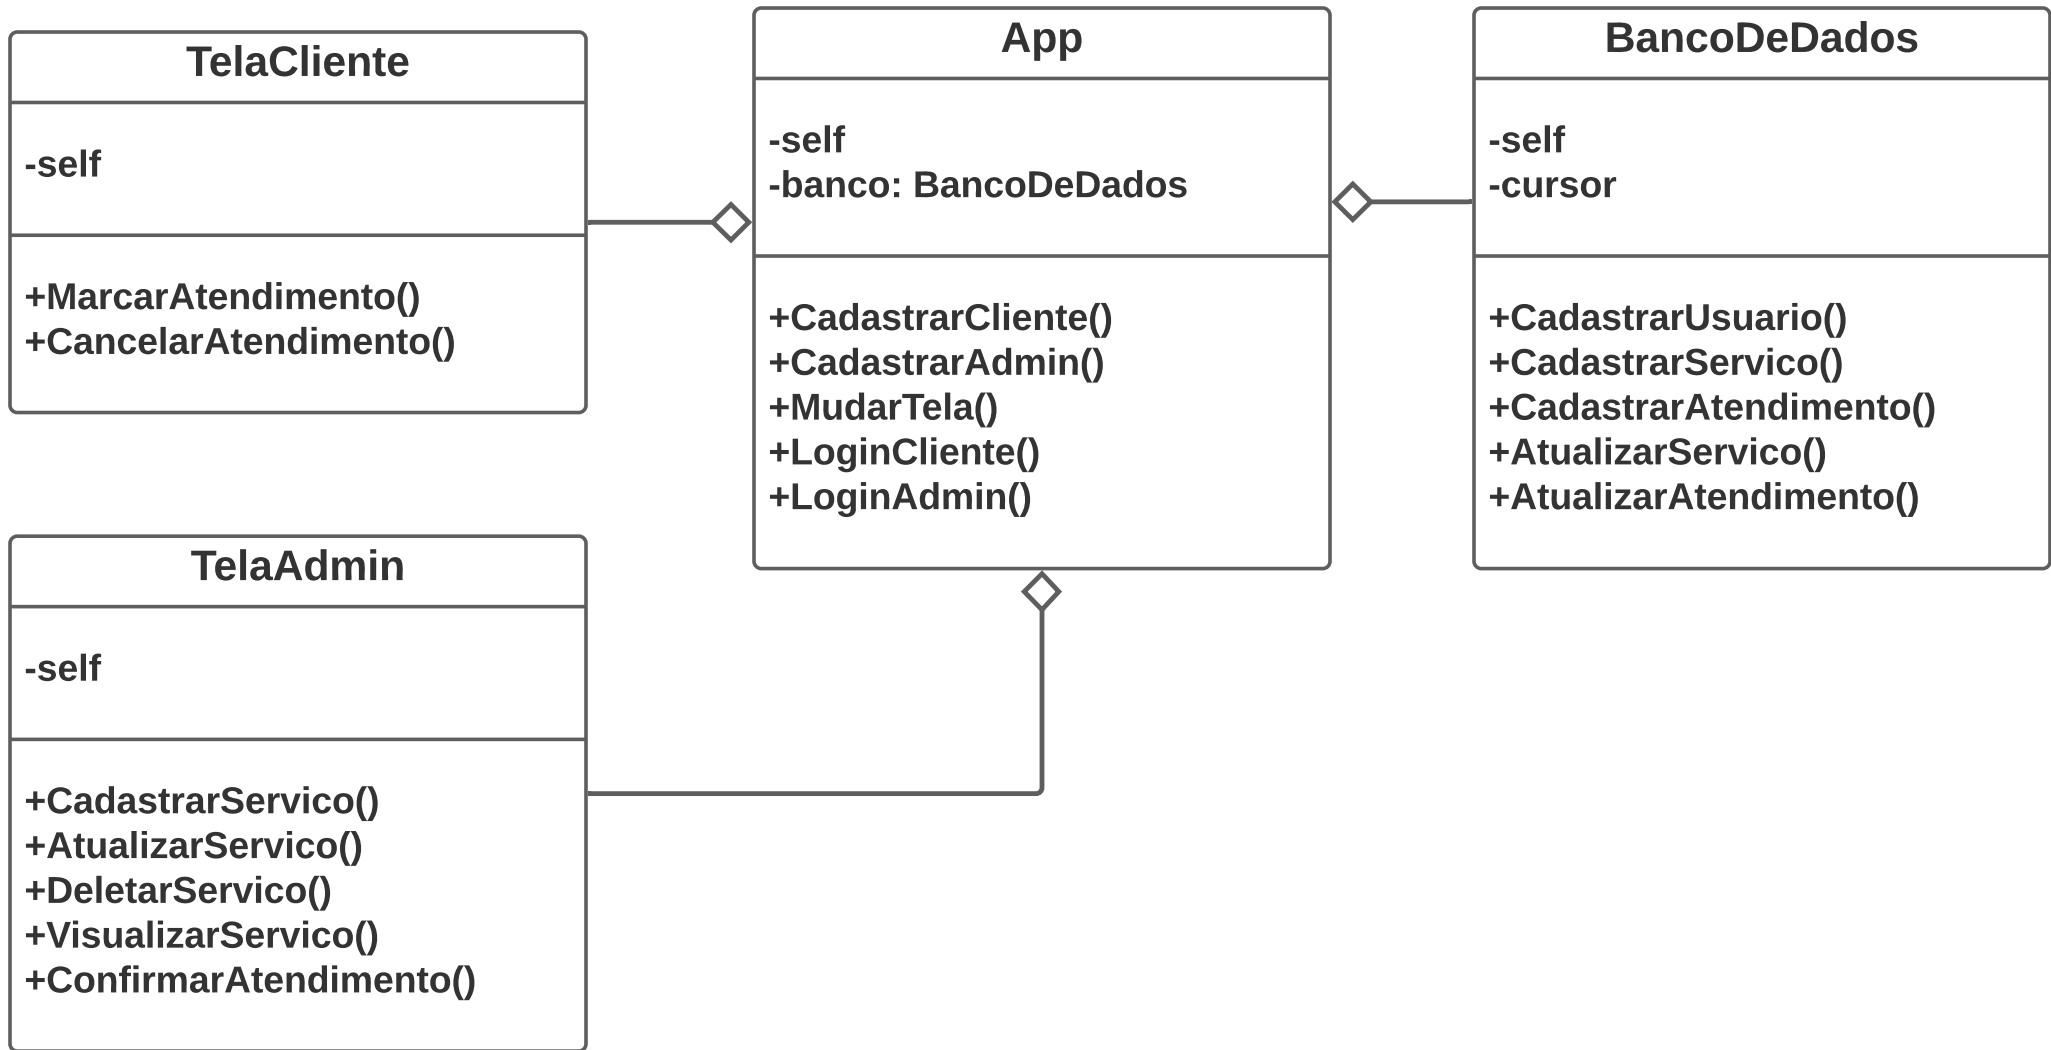 TelaCliente
-self
+MarcarAtendimento()
+CancelarAtendimento()
App
-self
-banco: BancoDeDados
+CadastrarCliente()
+CadastrarAdmin()
+MudarTela()
+LoginCliente()
+LoginAdmin()
BancoDeDados
-self
-cursor
+CadastrarUsuario()
+CadastrarServico()
+CadastrarAtendimento()
+AtualizarServico()
+AtualizarAtendimento()
TelaAdmin
-self
+CadastrarServico()
+AtualizarServico()
+DeletarServico()
+VisualizarServico()
+ConfirmarAtendimento()